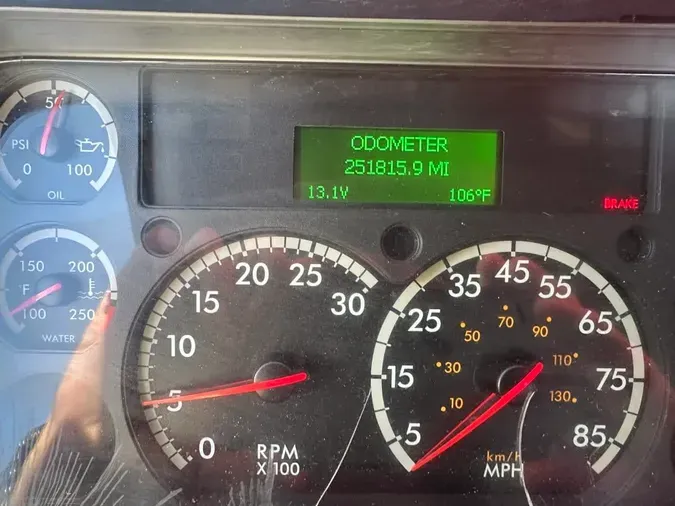 ODOMETER
251815.9 MI
13.1V 106°F
BRAKE
50
PSI
0 100
OIL
150 200
°F
100 250
WATER
0 5 10 15 20 25 30
RPM
X 100
5 15 25 35 45 55 65 75 85
10 30 50 70 90 110 130
km/h
MPH